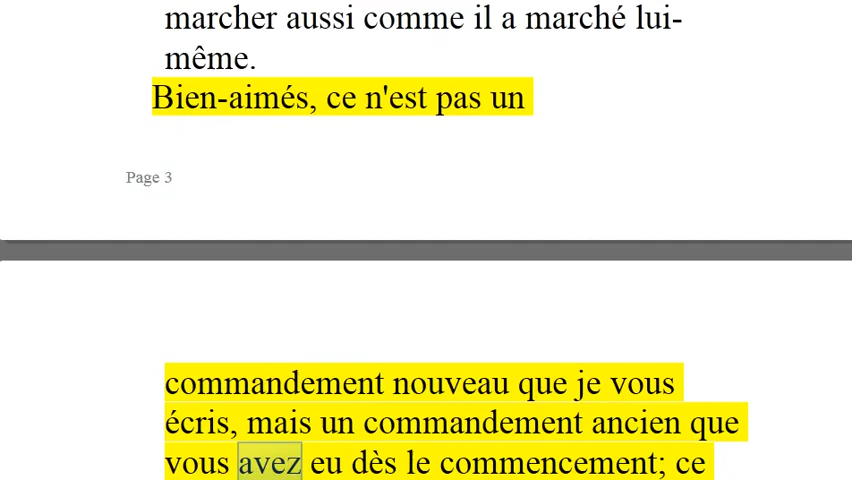 marcher aussi comme il a marché lui-
même.
Bien-aimés, ce n'est pas un
Page 3
commandement nouveau que je vous
écris, mais un commandement ancien que
vous avez eu dès le commencement; ce